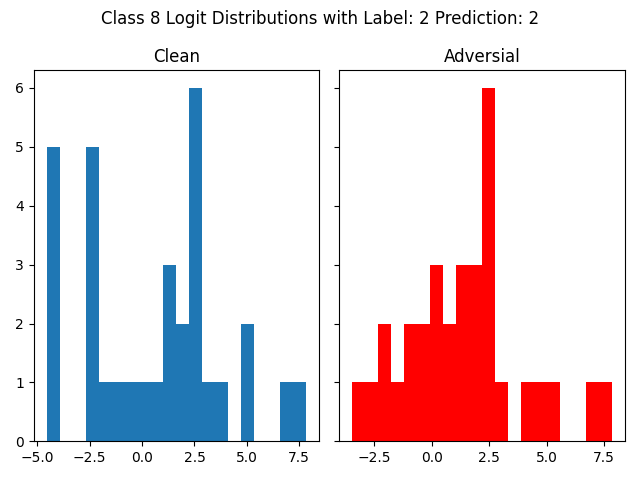 Class 8 Logit Distributions with Label: 2 Prediction: 2
Clean
Adversial
6
5
4
3
2
1
0
−5.0 −2.5 0.0 2.5 5.0 7.5
−2.5 0.0 2.5 5.0 7.5